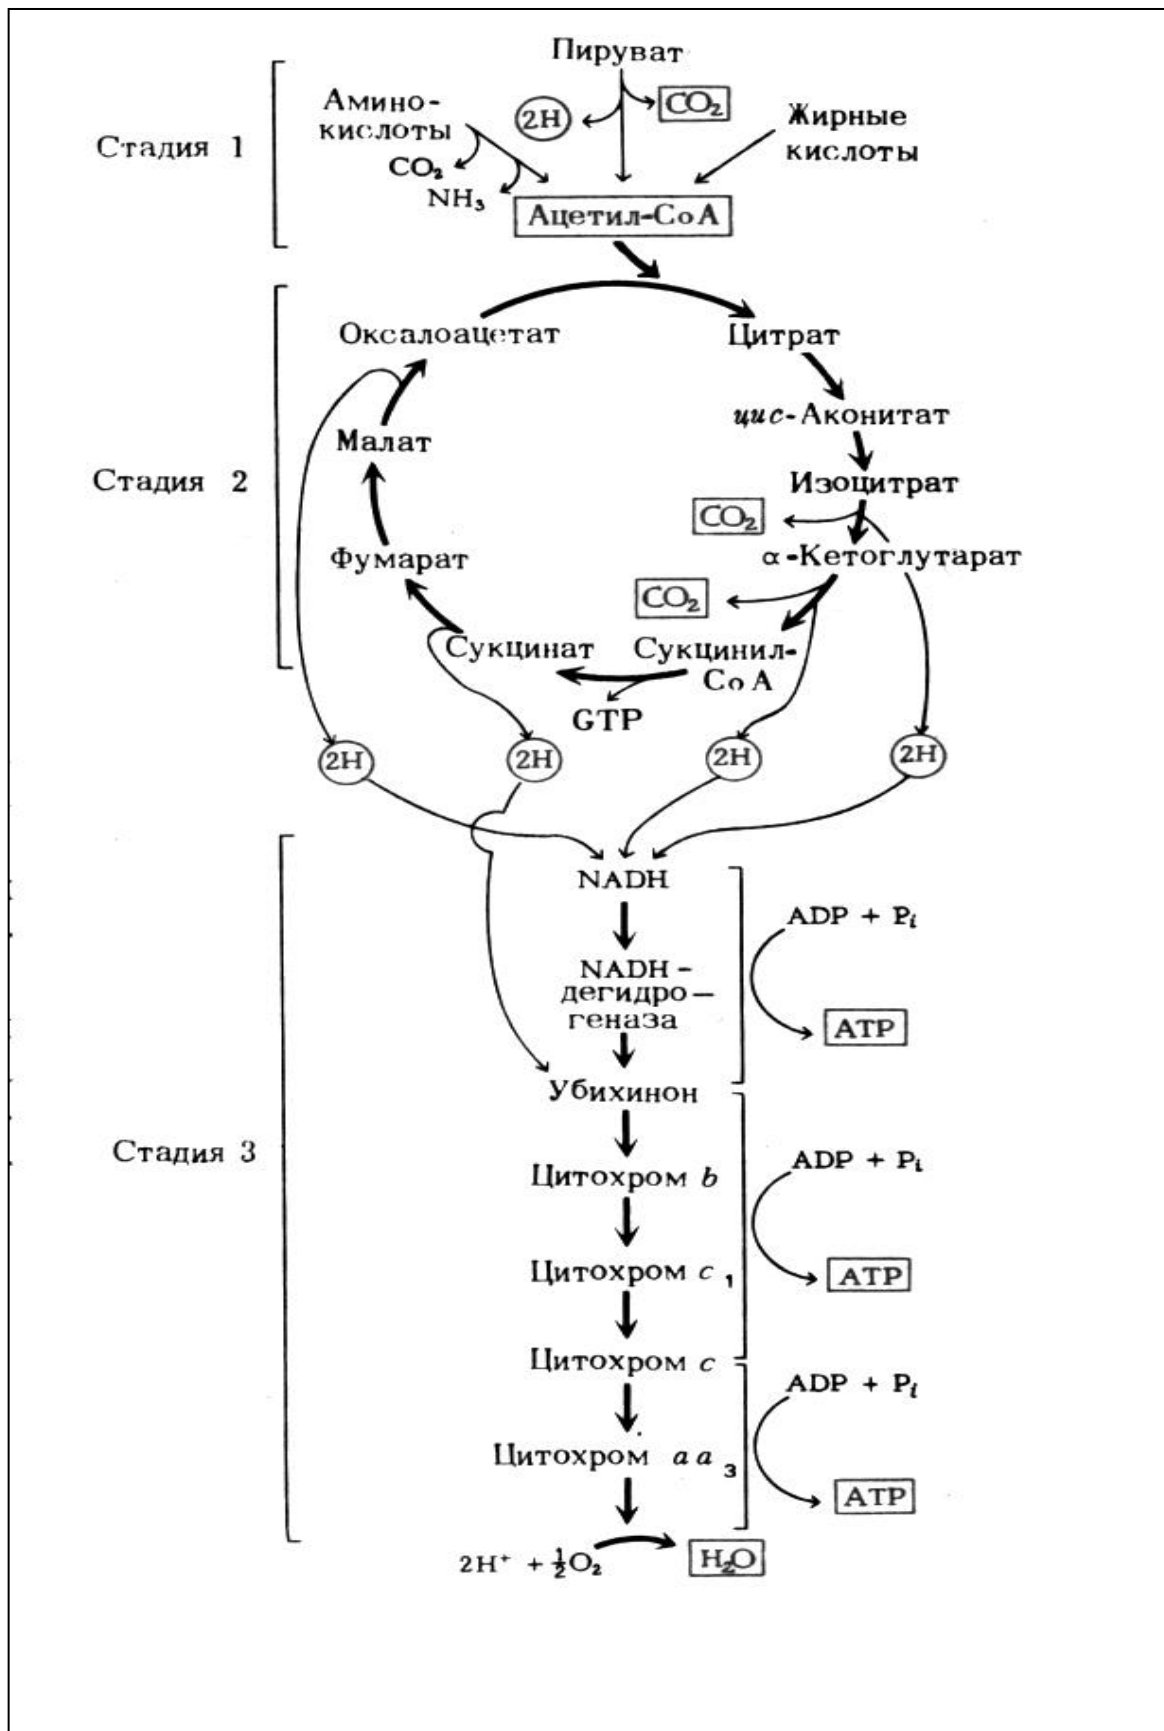 Пируват
Амино-
кислоты
2H
CO₂
Жирные
кислоты
Стадия 1
CO₂
NH₃
Ацетил-CoA
Оксалоацетат
Цитрат
цис-Аконитат
Малат
Стадия 2
Изоцитрат
CO₂
Фумарат
α-Кетоглутарат
CO₂
Сукцинат
Сукцинил-
CoA
GTP
2H
2H
2H
2H
NADH
ADP + Pi
NADH-
дегидро—
геназа
ATP
Убихинон
Стадия 3
ADP + Pi
Цитохром b
Цитохром c₁
ATP
Цитохром c
ADP + Pi
Цитохром aa₃
ATP
2H⁺ + ½O₂
H₂O